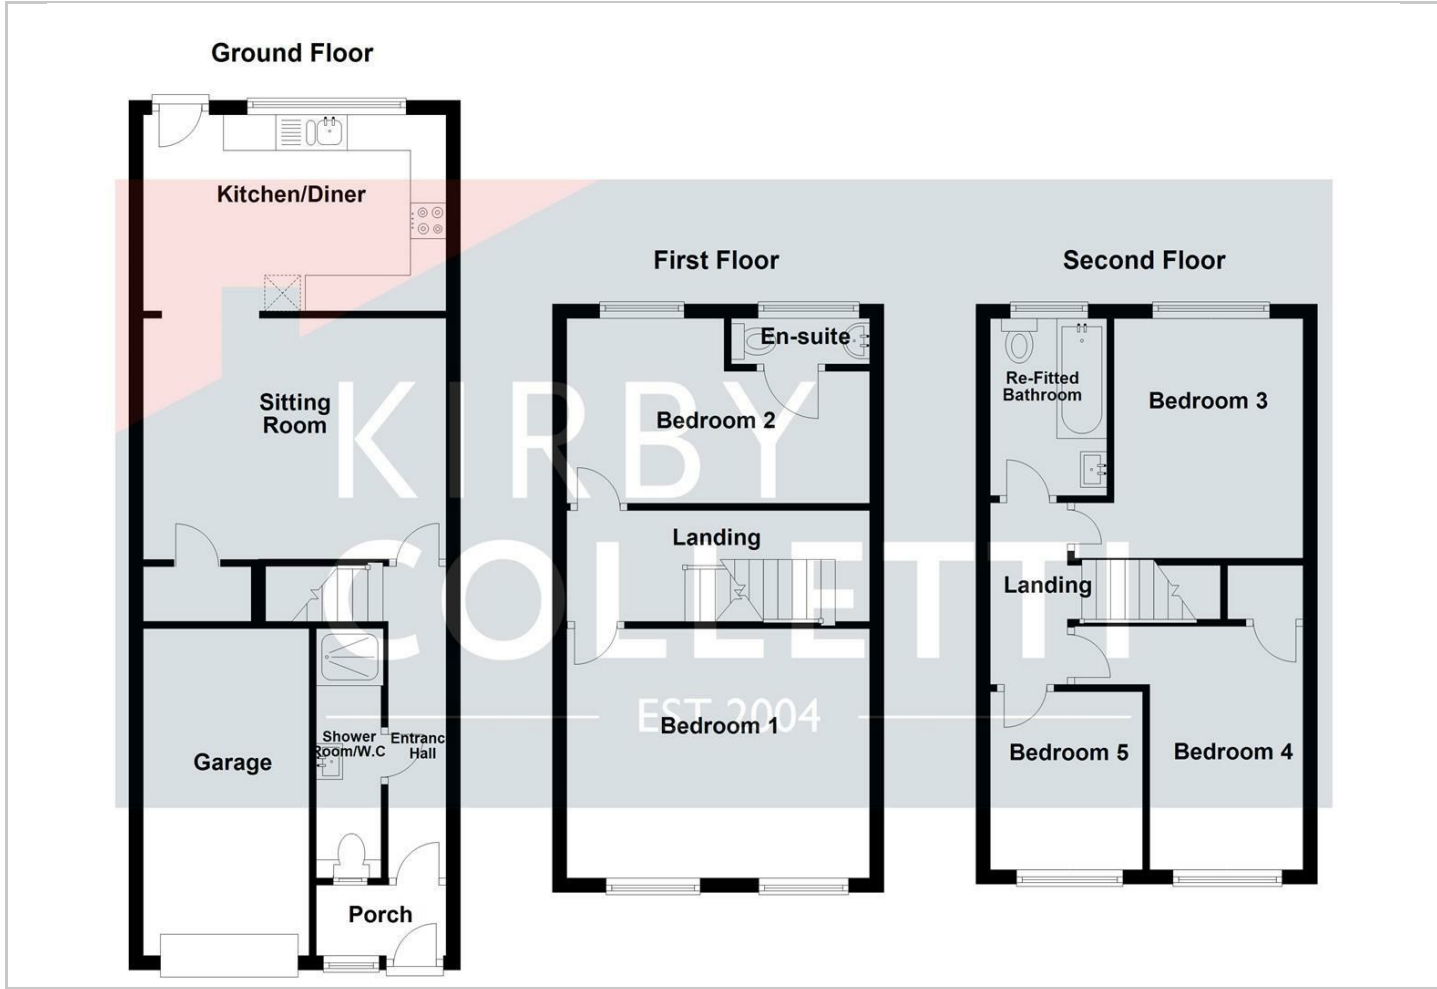 Ground Floor
Kitchen/Diner
Sitting
Room
Garage
Shower
Room/W.C
Entranc
Hall
Porch
First Floor
En-suite
Bedroom 2
Landing
Bedroom 1
Second Floor
Re-Fitted
Bathroom
Bedroom 3
Landing
Bedroom 5
Bedroom 4
KIRBY
COLLETTI
EST 2004